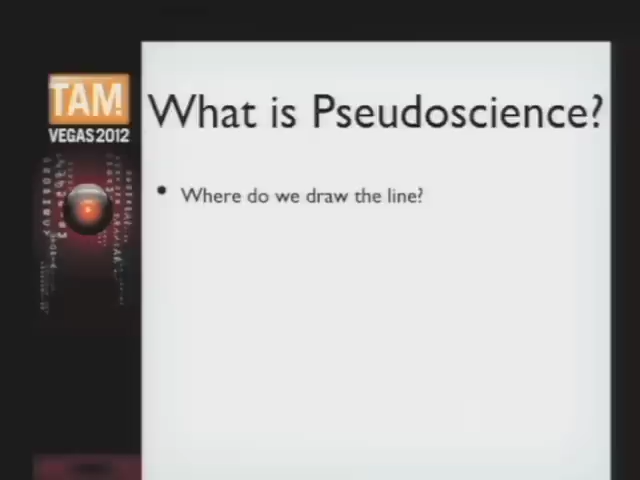 TAM!
VEGAS 2012
What is Pseudoscience?
• Where do we draw the line?